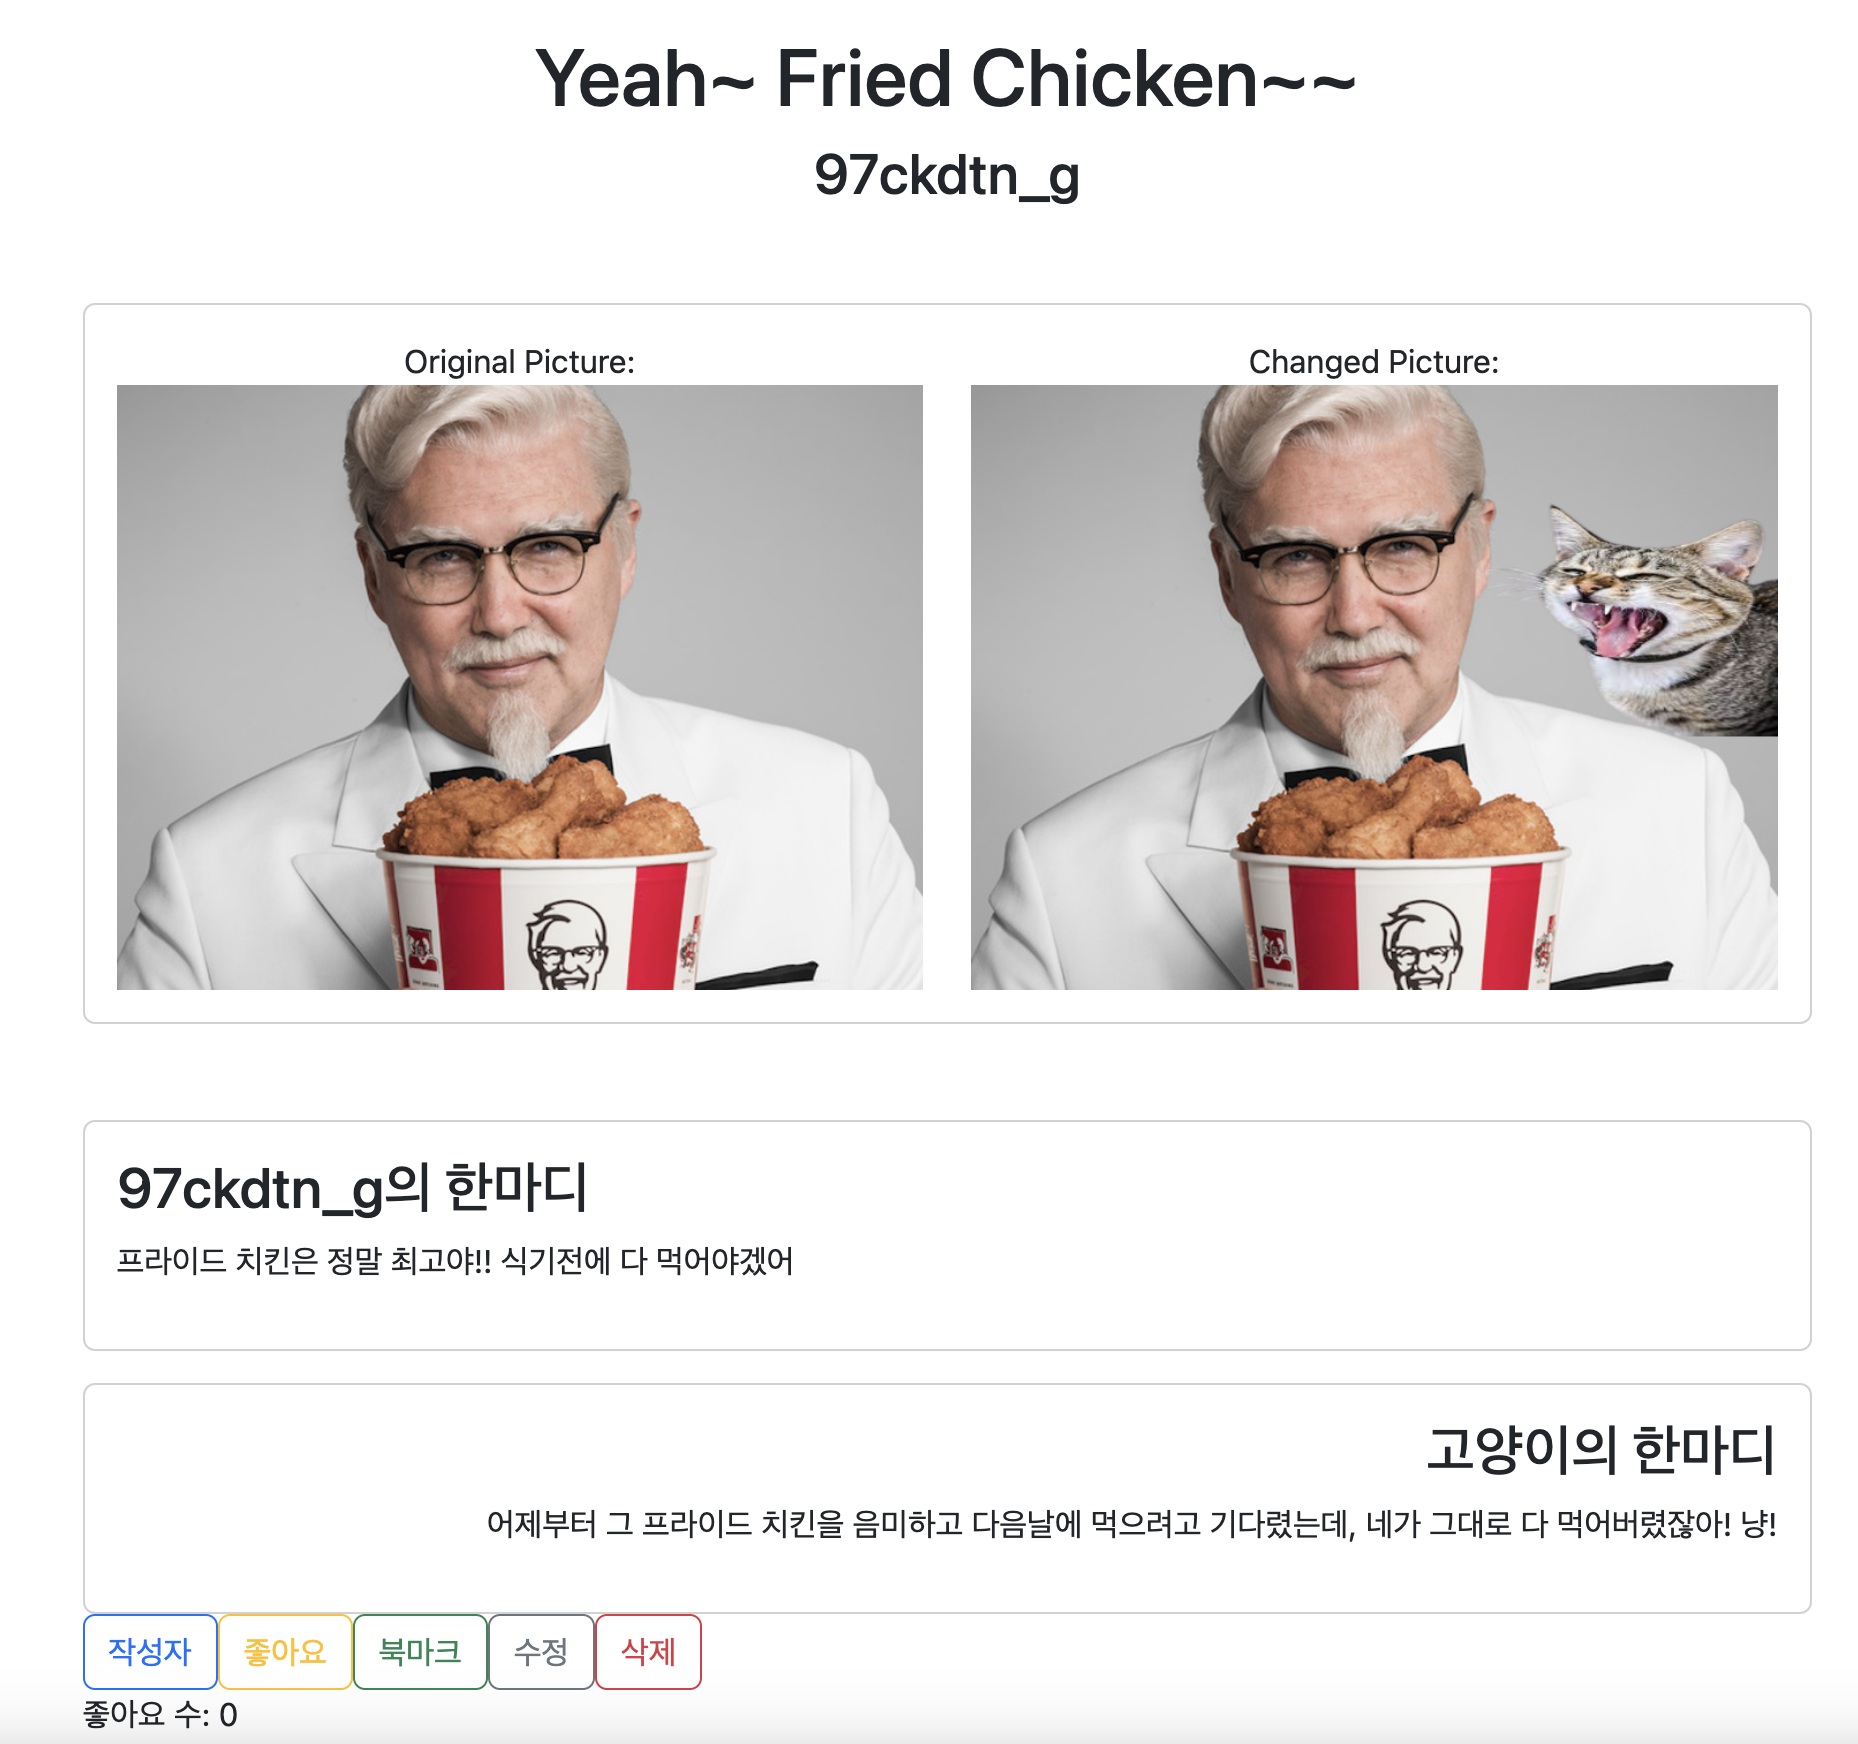 Yeah~ Fried Chicken~~
97ckdtn_g
Original Picture:
Changed Picture:
97ckdtn_g의 한마디
프라이드 치킨은 정말 최고야!! 식기전에 다 먹어야겠어
고양이의 한마디
어제부터 그 프라이드 치킨을 음미하고 다음날에 먹으려고 기다렸는데, 네가 그대로 다 먹어버렸잖아! 냥!
작성자 좋아요 북마크 수정 삭제
좋아요 수: 0